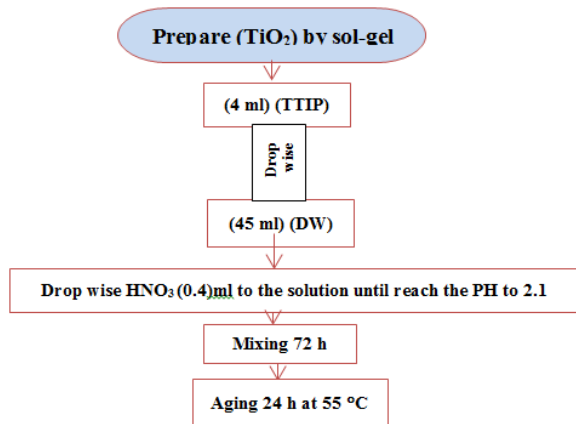 Prepare (TiO₂) by sol-gel
(4 ml) (TTIP)
Drop
wise
(45 ml) (DW)
Drop wise HNO₃ (0.4)ml to the solution until reach the PH to 2.1
Mixing 72 h
Aging 24 h at 55 °C